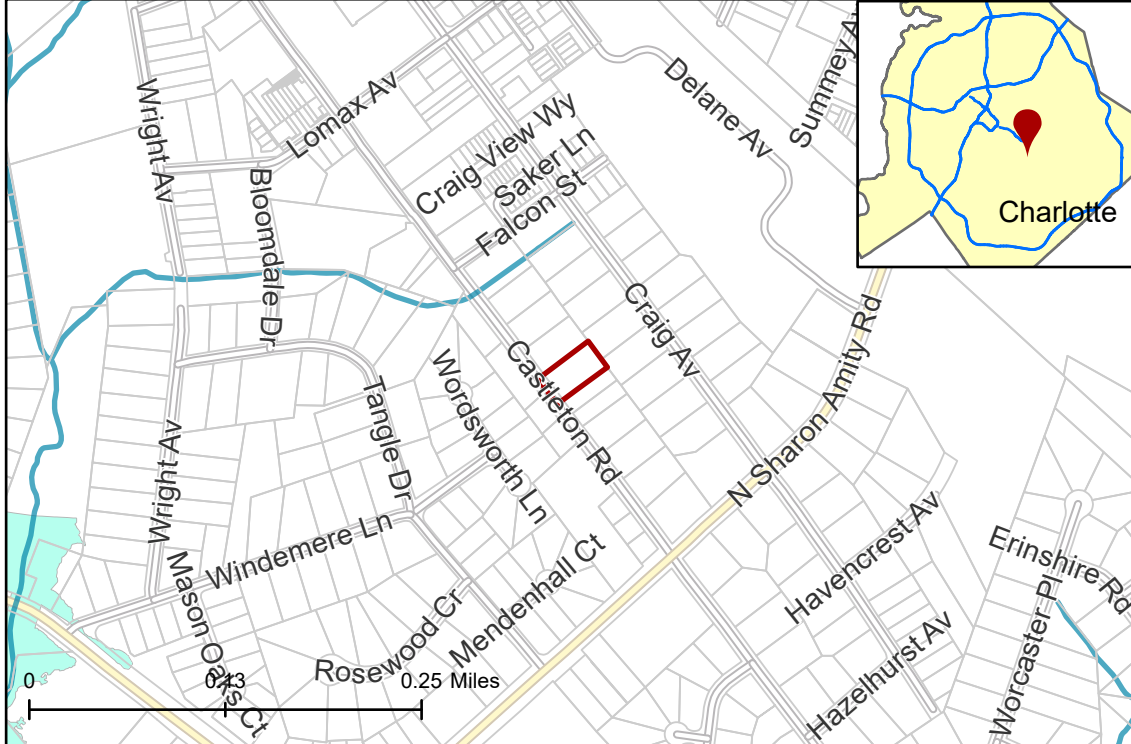 Wright Av
Lomax Av
Bloomdale Dr
Craig View Wy
Saker Ln
Falcon St
Delane Av
Summey Av
Charlotte
Craig Av
Castleton Rd
Wordsworth Ln
Tangle Dr
N Sharon Amity Rd
Wright Av
Windemere Ln
Mason Oaks Ct
Rosewood Cr
Mendenhall Ct
Havencrest Av
Hazelhurst Av
Erinshire Rd
Worcaster Pl
0 0.13 0.25 Miles